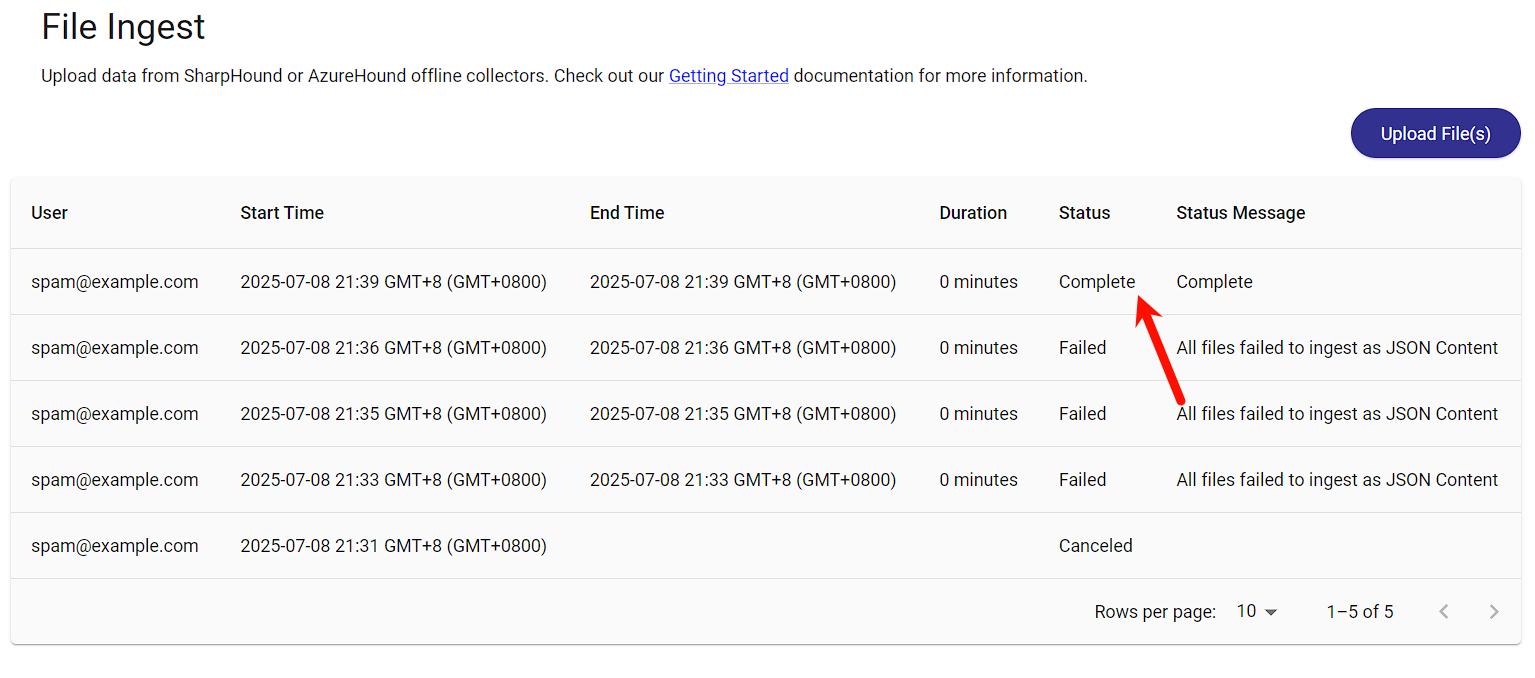 File Ingest
Upload data from SharpHound or AzureHound offline collectors. Check out our Getting Started documentation for more information.
Upload File(s)
User Start Time End Time Duration Status Status Message
spam@example.com 2025-07-08 21:39 GMT+8 (GMT+0800) 2025-07-08 21:39 GMT+8 (GMT+0800) 0 minutes Complete Complete
spam@example.com 2025-07-08 21:36 GMT+8 (GMT+0800) 2025-07-08 21:36 GMT+8 (GMT+0800) 0 minutes Failed All files failed to ingest as JSON Content
spam@example.com 2025-07-08 21:35 GMT+8 (GMT+0800) 2025-07-08 21:35 GMT+8 (GMT+0800) 0 minutes Failed All files failed to ingest as JSON Content
spam@example.com 2025-07-08 21:33 GMT+8 (GMT+0800) 2025-07-08 21:33 GMT+8 (GMT+0800) 0 minutes Failed All files failed to ingest as JSON Content
spam@example.com 2025-07-08 21:31 GMT+8 (GMT+0800) Canceled
Rows per page: 10 1–5 of 5